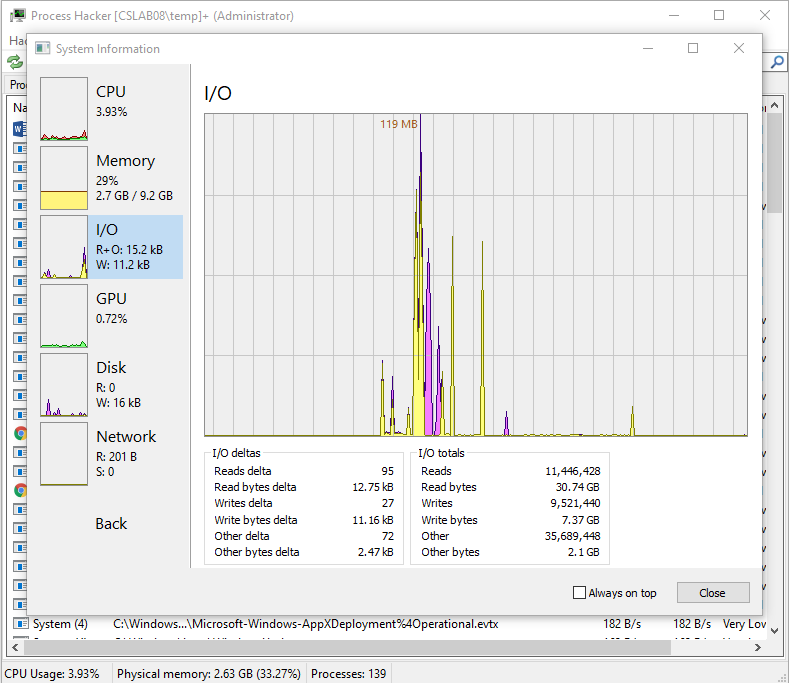 Process Hacker [CSLAB08\temp]+ (Administrator)
Hac
System Information
Pro
Na
CPU
3.93%
Memory
29%
2.7 GB / 9.2 GB
I/O
R+O: 15.2 kB
W: 11.2 kB
GPU
0.72%
Disk
R: 0
W: 16 kB
Network
R: 201 B
S: 0
Back
I/O
119 MB
I/O deltas
Reads delta 95
Read bytes delta 12.75 kB
Writes delta 27
Write bytes delta 11.16 kB
Other delta 72
Other bytes delta 2.47 kB
I/O totals
Reads 11,446,428
Read bytes 30.74 GB
Writes 9,521,440
Write bytes 7.37 GB
Other 35,689,448
Other bytes 2.1 GB
Always on top
Close
System (4) C:\Windows...\Microsoft-Windows-AppXDeployment%4Operational.evtx 182 B/s 182 B/s Very Low
CPU Usage: 3.93% Physical memory: 2.63 GB (33.27%) Processes: 139